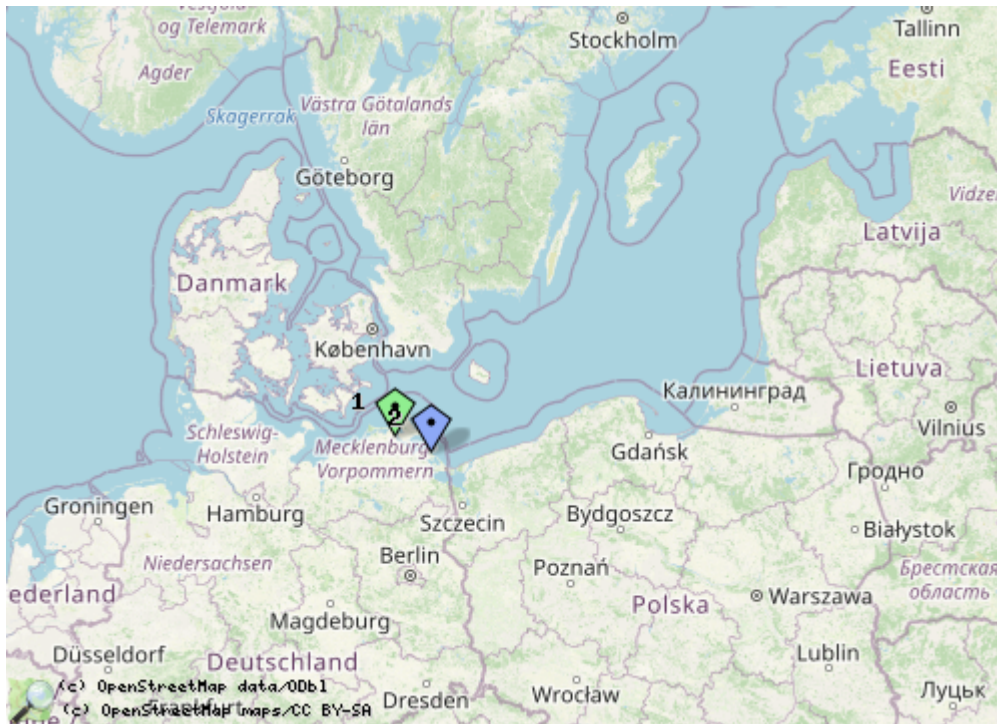 og Telemark
Stockholm
Tallinn
Eesti
Agder
Skagerrak
Västra Götalands
län
Göteborg
Vidze
Latvija
Danmark
København
Lietuva
Калининград
1
2
Vilnius
Schleswig-
Holstein
Mecklenburg-
Vorpommern
Gdańsk
Гродно
Groningen
Hamburg
Szczecin
Bydgoszcz
Białystok
Berlin
Niedersachsen
Poznań
Брестская
область
ederland
Magdeburg
Polska
Warszawa
Düsseldorf
Deutschland
Lublin
(c) OpenStreetMap data/ODbl
Dresden
Wrocław
Луцьк
(c) OpenStreetMap maps/CC BY-SA
Frankfurt